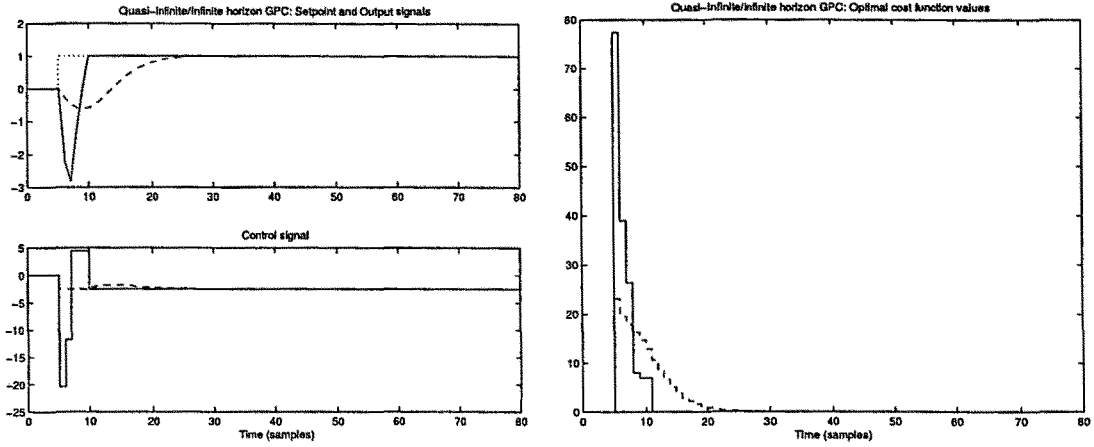 Quasi-Infinite/Infinite horizon GPC: Setpoint and Output signals
2
1
0
-1
-2
-3
0 10 20 30 40 50 60 70 80
Control signal
5
0
-5
-10
-15
-20
-25
0 10 20 30 40 50 60 70 80
Time (samples)
Quasi-Infinite/Infinite horizon GPC: Optimal cost function values
80
70
60
50
40
30
20
10
0
0 10 20 30 40 50 60 70 80
Time (samples)